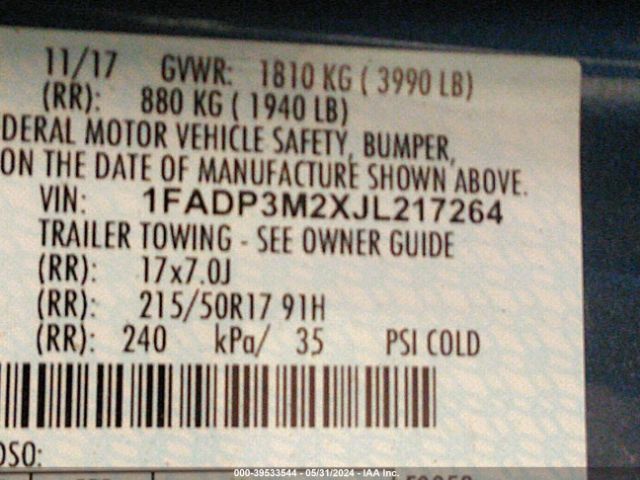 11/17 GVWR: 1810 KG ( 3990 LB)
(RR): 880 KG ( 1940 LB)
DERAL MOTOR VEHICLE SAFETY, BUMPER,
ON THE DATE OF MANUFACTURE SHOWN ABOVE.
VIN: 1FADP3M2XJL217264
TRAILER TOWING - SEE OWNER GUIDE
(RR): 17x7.0J
(RR): 215/50R17 91H
(RR): 240 kPa/ 35 PSI COLD
OSO:
000-39533544 - 05/31/2024 - IAA Inc.